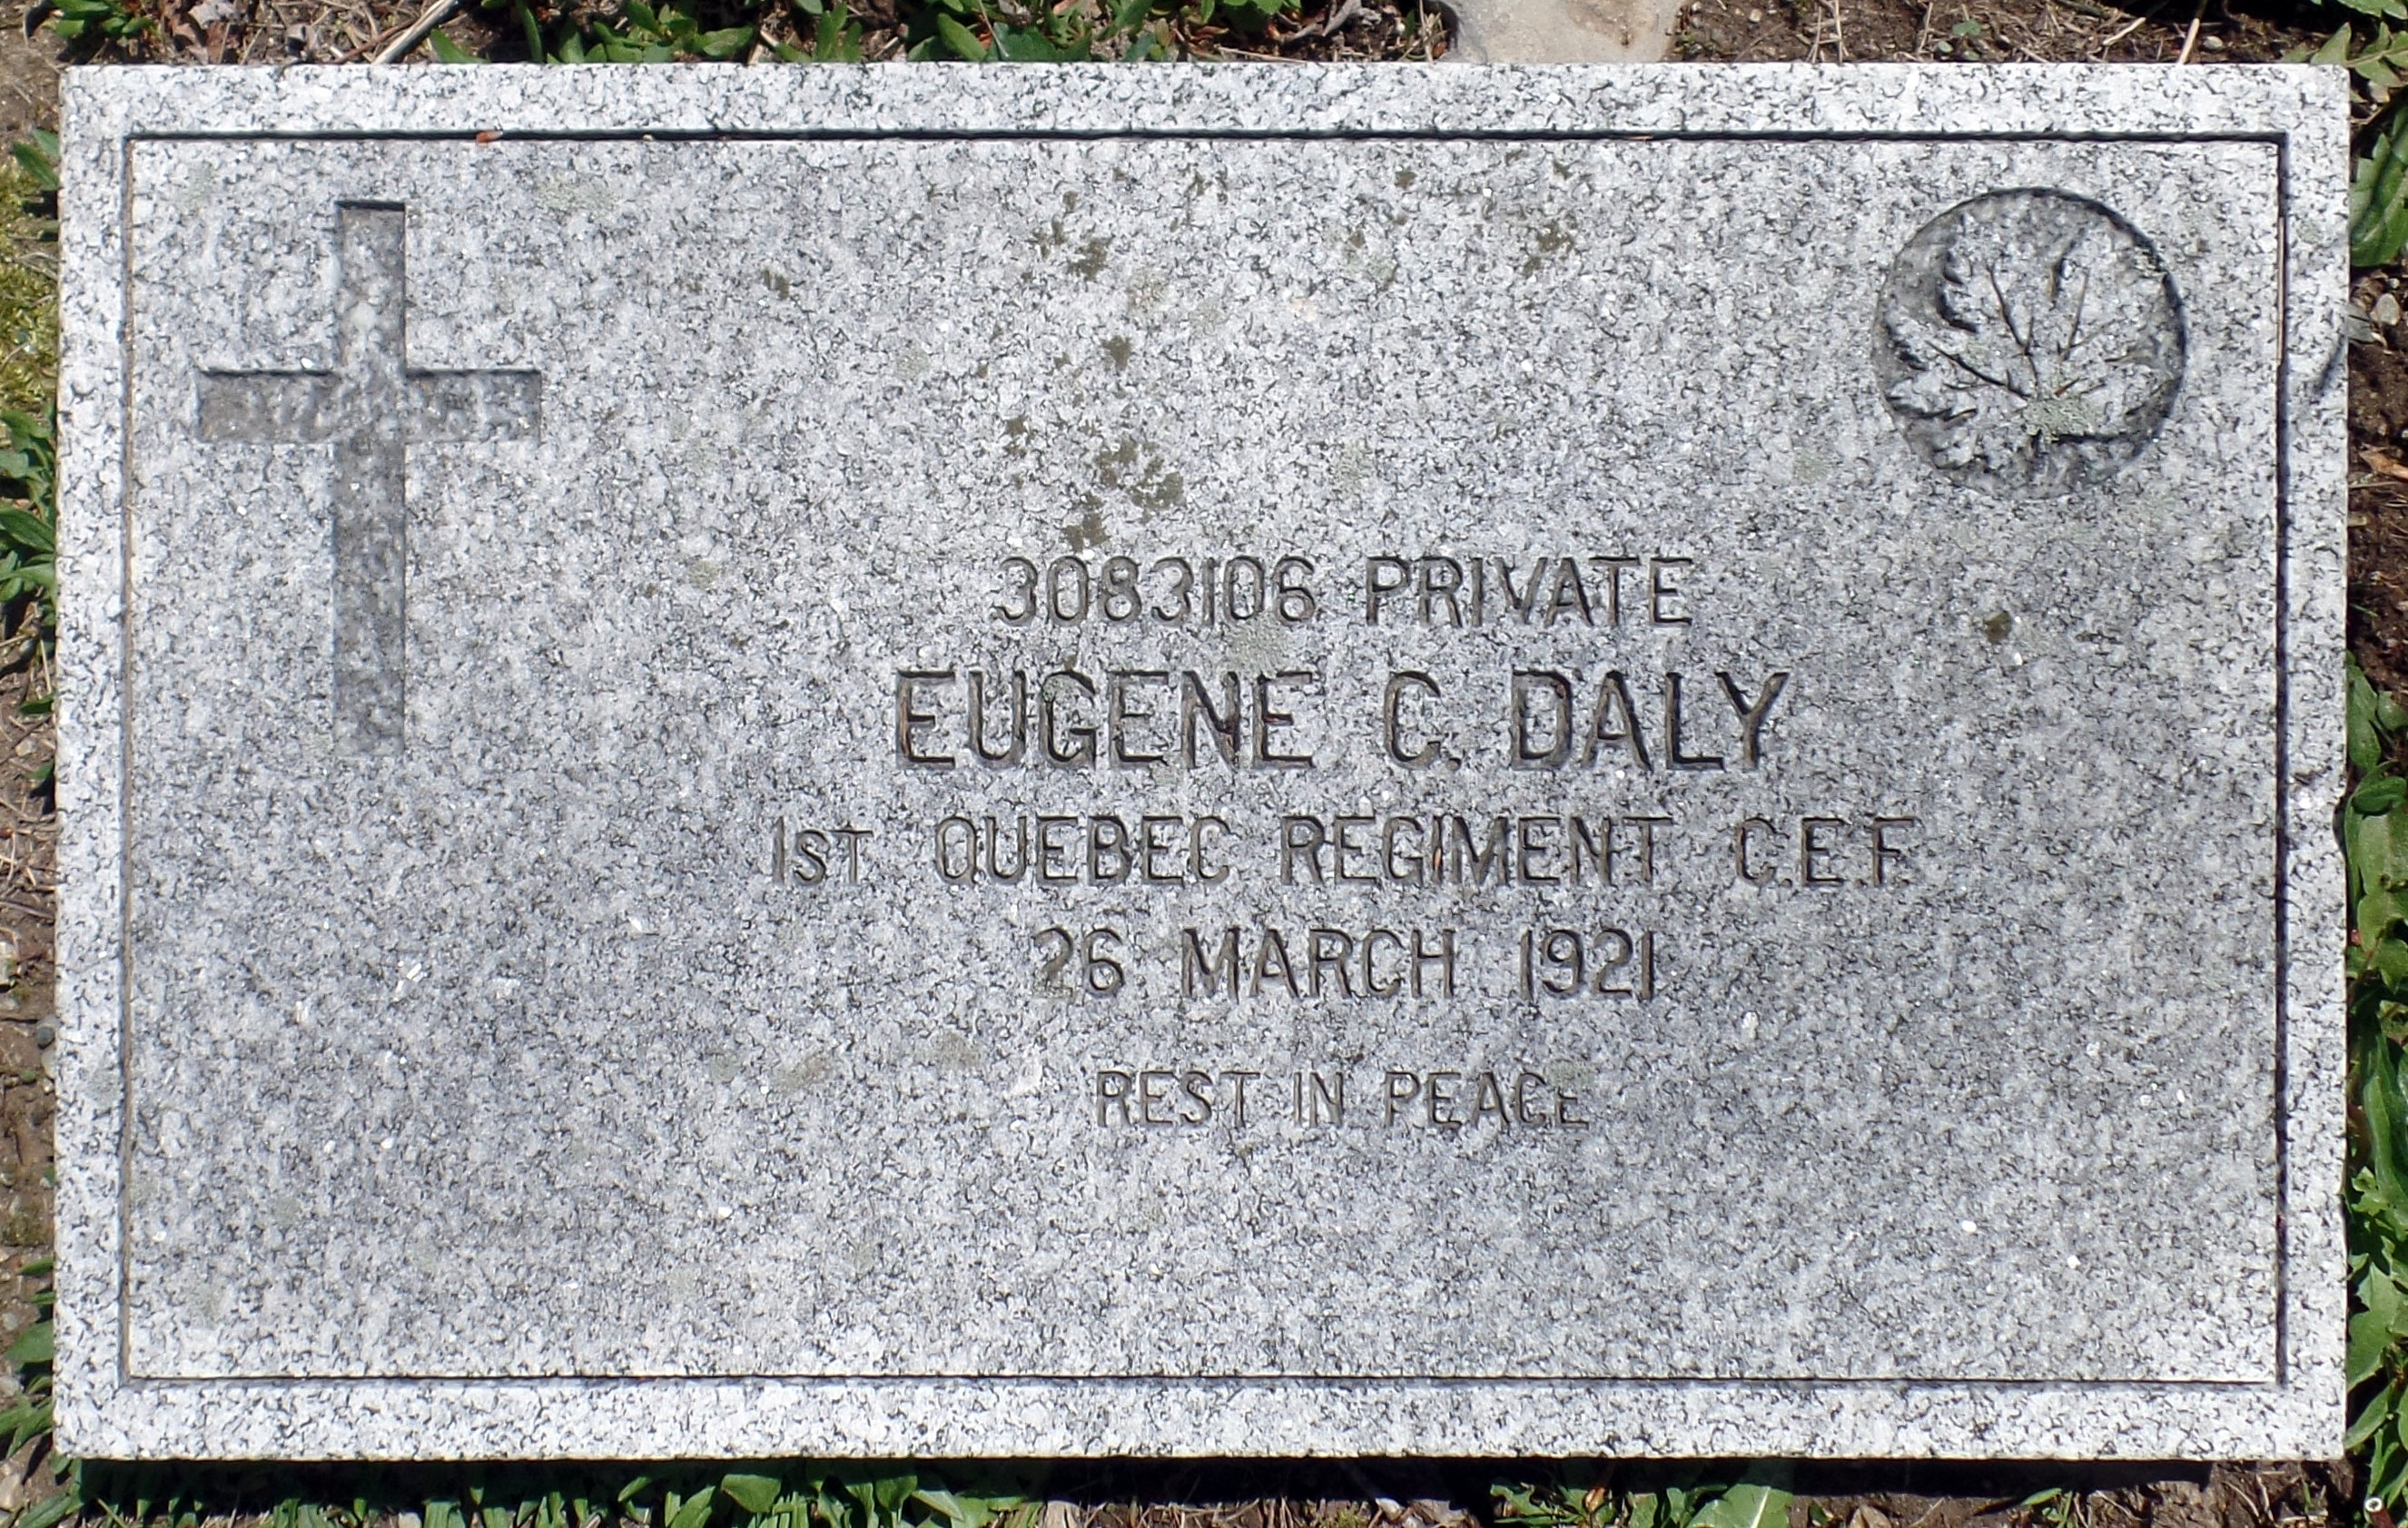 3083106 PRIVATE
EUGENE C. DALY
1ST QUEBEC REGIMENT C.E.F.
26 MARCH 1921
REST IN PEACE